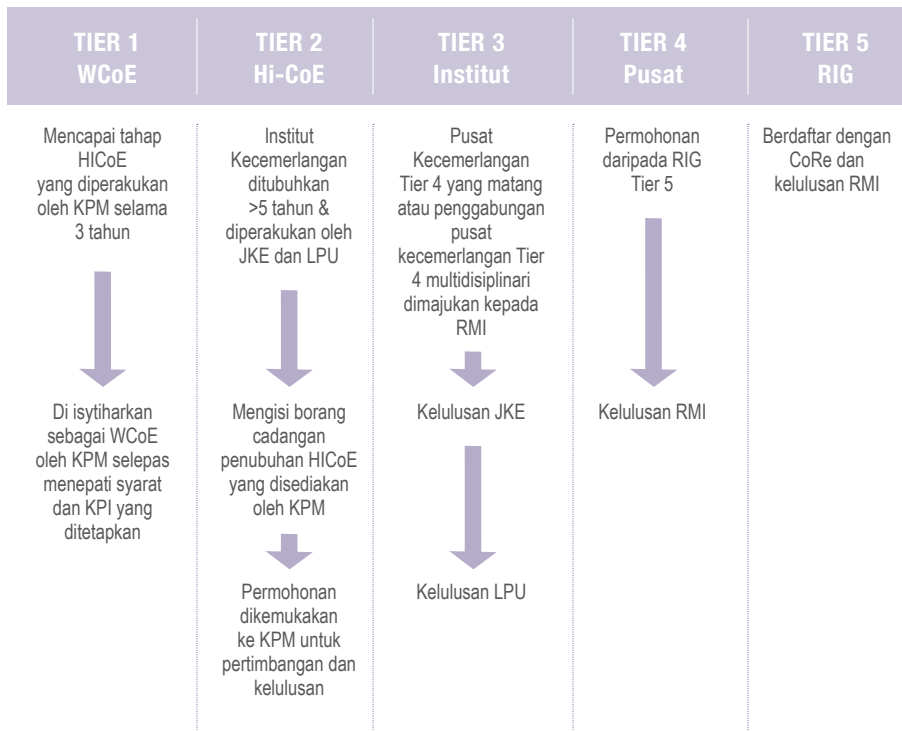 TIER 1
WCoE
TIER 2
Hi-CoE
TIER 3
Institut
TIER 4
Pusat
TIER 5
RIG
Mencapai tahap
HICoE
yang diperakukan
oleh KPM selama
3 tahun
Di isytiharkan
sebagai WCoE
oleh KPM selepas
menepati syarat
dan KPI yang
ditetapkan
Institut
Kecemerlangan
ditubuhkan
>5 tahun &
diperakukan oleh
JKE dan LPU
Mengisi borang
cadangan
penubuhan HICoE
yang disediakan
oleh KPM
Permohonan
dikemukakan
ke KPM untuk
pertimbangan dan
kelulusan
Pusat
Kecemerlangan
Tier 4 yang matang
atau penggabungan
pusat
kecemerlangan Tier
4 multidisiplinari
dimajukan kepada
RMI
Kelulusan JKE
Kelulusan LPU
Permohonan
daripada RIG
Tier 5
Kelulusan RMI
Berdaftar dengan
CoRe dan
kelulusan RMI